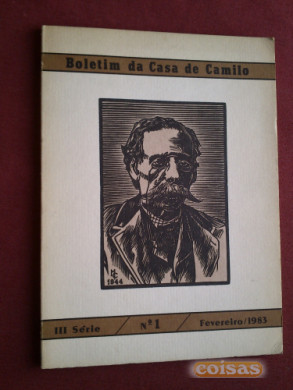 Boletim da Casa de Camilo
1944
III Série / Nº 1 / Fevereiro/1983
coisas